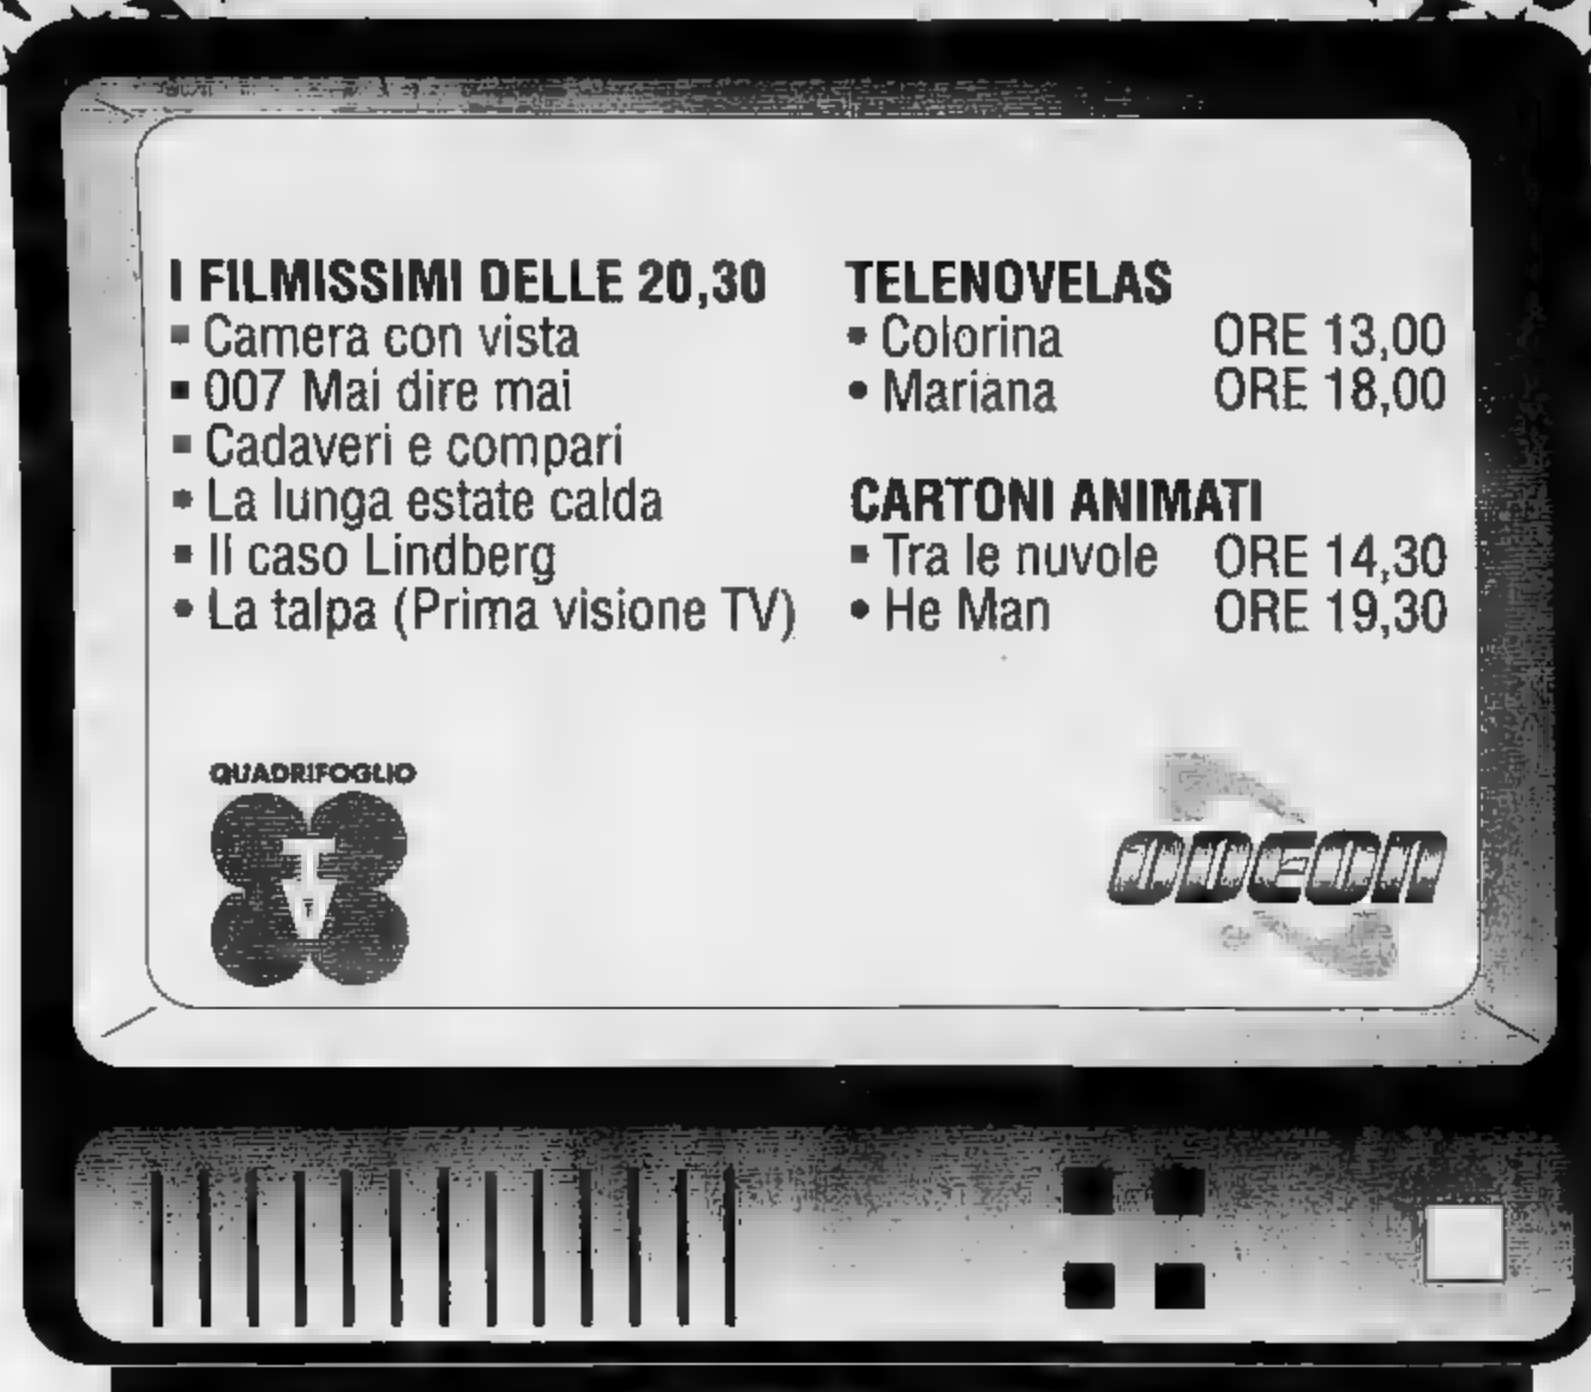 I FILMISSIMI DELLE 20,30
Camera con vista
007 Mai dire mai
Cadaveri e compari
La lunga estate calda
Il caso Lindberg
La talpa (Prima visione TV)
TELENOVELAS
Colorina ORE 13,00
Mariana ORE 18,00
CARTONI ANIMATI
Tra le nuvole ORE 14,30
He Man ORE 19,30
QUADRIFOGLIO
TV
ODEON